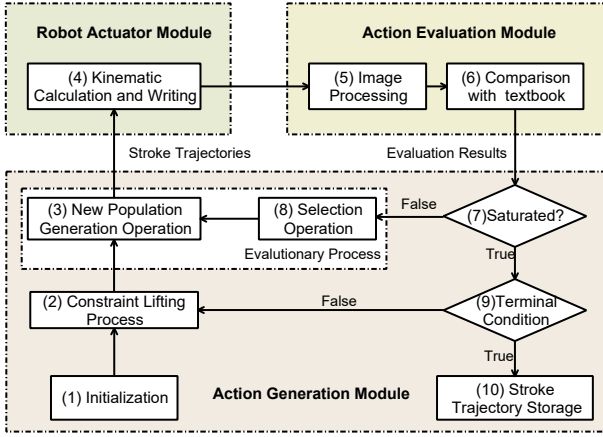 Robot Actuator Module
Action Evaluation Module
(4) Kinematic
Calculation and Writing
(5) Image
Processing
(6) Comparison
with textbook
Stroke Trajectories
Evaluation Results
(3) New Population
Generation Operation
(8) Selection
Operation
False
(7)Saturated?
Evalutionary Process
True
(2) Constraint Lifting
Process
False
(9)Terminal
Condition
True
(1) Initialization
Action Generation Module
(10) Stroke
Trajectory Storage